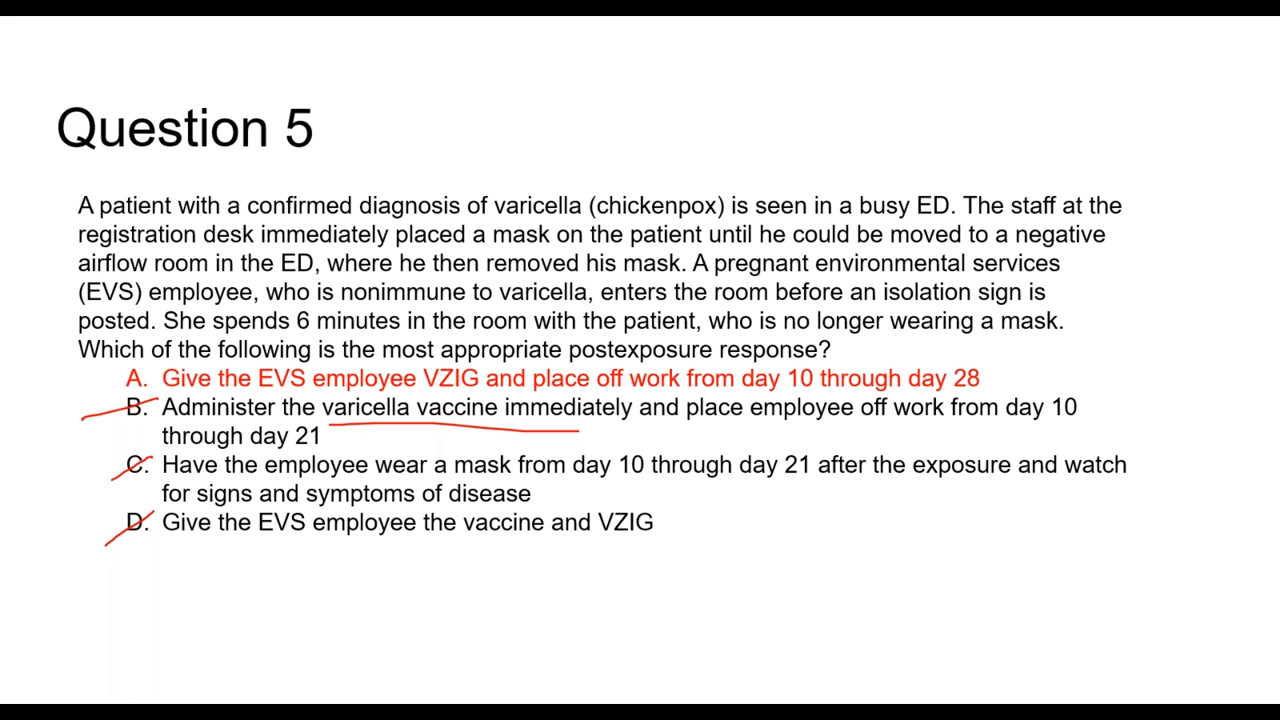 Question 5
A patient with a confirmed diagnosis of varicella (chickenpox) is seen in a busy ED. The staff at the
registration desk immediately placed a mask on the patient until he could be moved to a negative
airflow room in the ED, where he then removed his mask. A pregnant environmental services
(EVS) employee, who is nonimmune to varicella, enters the room before an isolation sign is
posted. She spends 6 minutes in the room with the patient, who is no longer wearing a mask.
Which of the following is the most appropriate postexposure response?
A. Give the EVS employee VZIG and place off work from day 10 through day 28
B. Administer the varicella vaccine immediately and place employee off work from day 10
through day 21
C. Have the employee wear a mask from day 10 through day 21 after the exposure and watch
for signs and symptoms of disease
D. Give the EVS employee the vaccine and VZIG